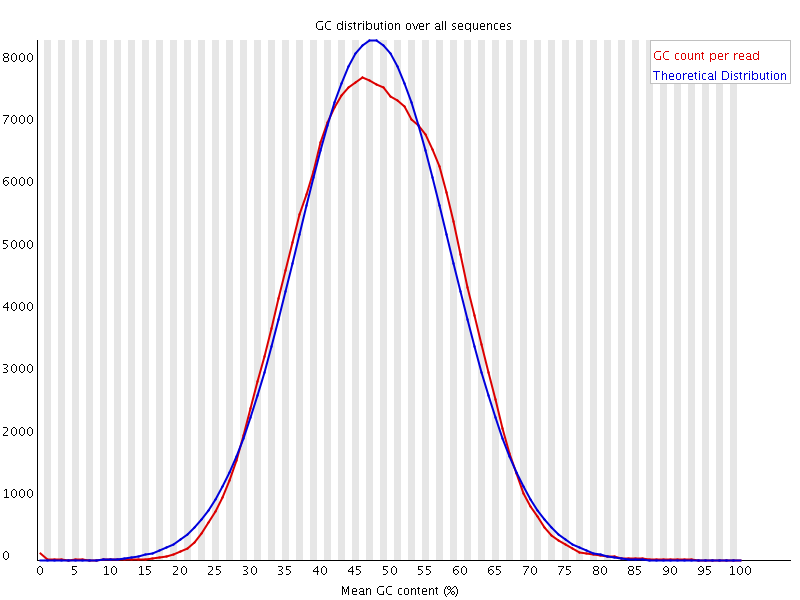 GC distribution over all sequences
GC count per read
Theoretical Distribution
8000
7000
6000
5000
4000
3000
2000
1000
0
0 5 10 15 20 25 30 35 40 45 50 55 60 65 70 75 80 85 90 95 100
Mean GC content (%)